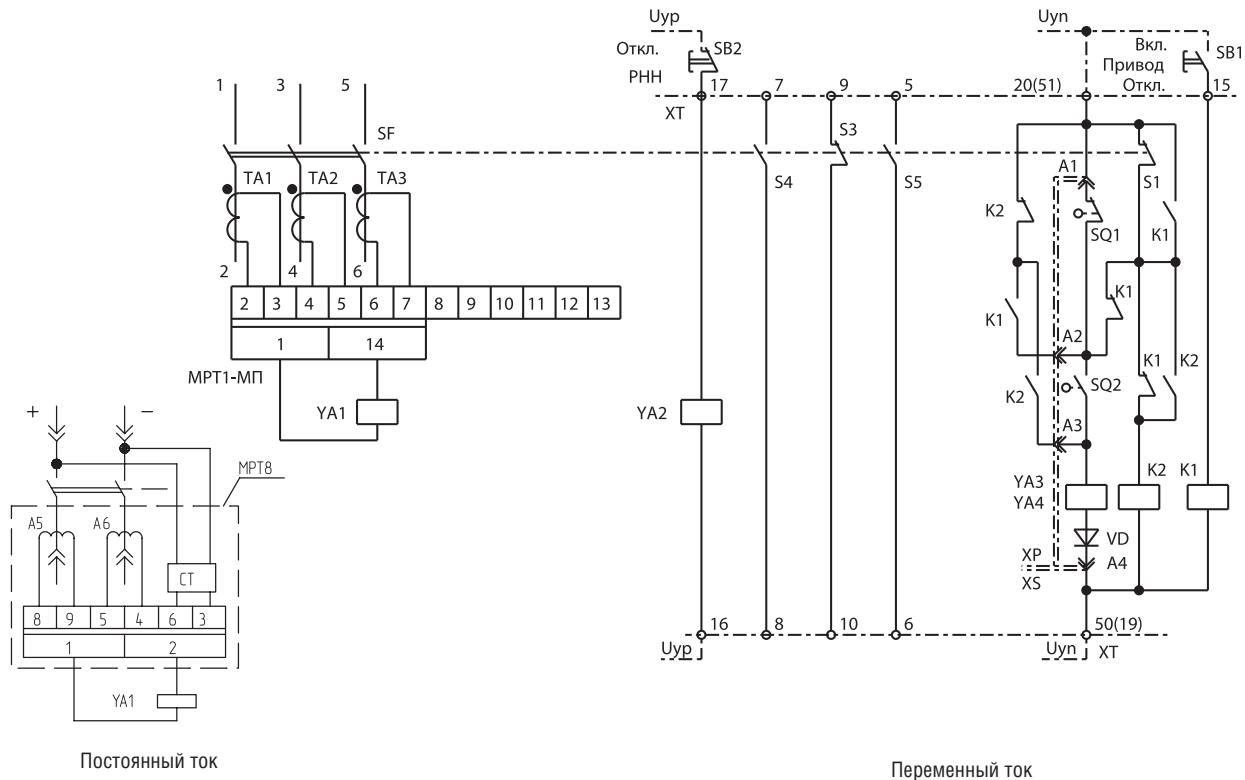 Uур
Uуп
Откл.
SB2
Вкл.
SB1
РНН
Привод
Откл.
1
3
5
17
7
9
5
20(51)
15
XT
SF
S3
TA1
TA2
TA3
S4
S5
A1
S1
K2
SQ1
K1
2
4
6
2
3
4
5
6
7
8
9
10
11
12
13
K1
K1
1
14
A2
МРТ1-МП
K1
K2
K2
SQ2
YA1
YA2
A3
+
–
МРТ8
YA3
YA4
K2
K1
A5
A6
VD
XP
A4
СТ
XS
8
9
5
4
6
3
16
8
10
6
50(19)
1
2
Uур
Uуп
XT
YA1
Постоянный ток
Переменный ток